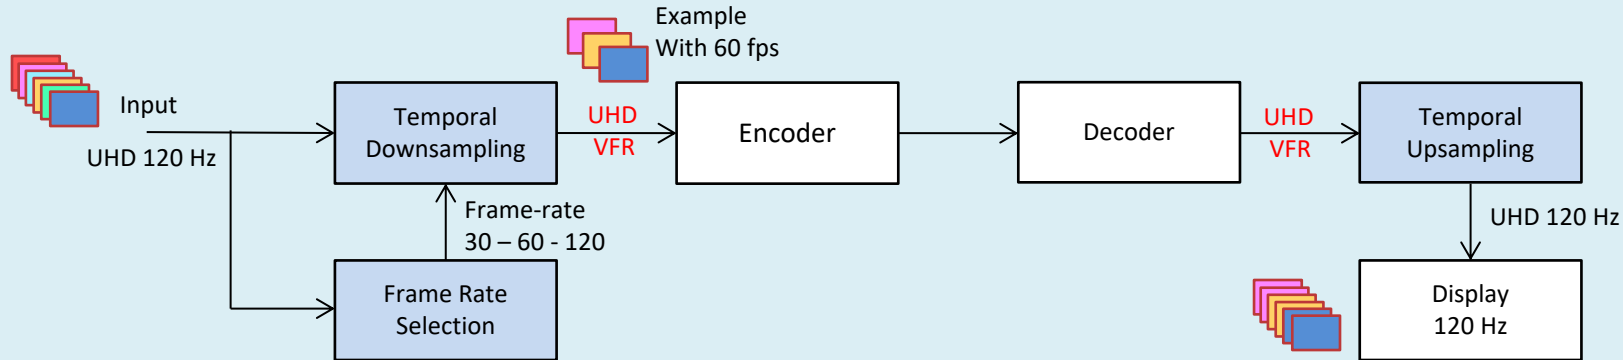 Example
With 60 fps
Input
UHD 120 Hz
Temporal
Downsampling
UHD
VFR
Encoder
Decoder
UHD
VFR
Temporal
Upsampling
Frame-rate
30 – 60 - 120
UHD 120 Hz
Frame Rate
Selection
Display
120 Hz